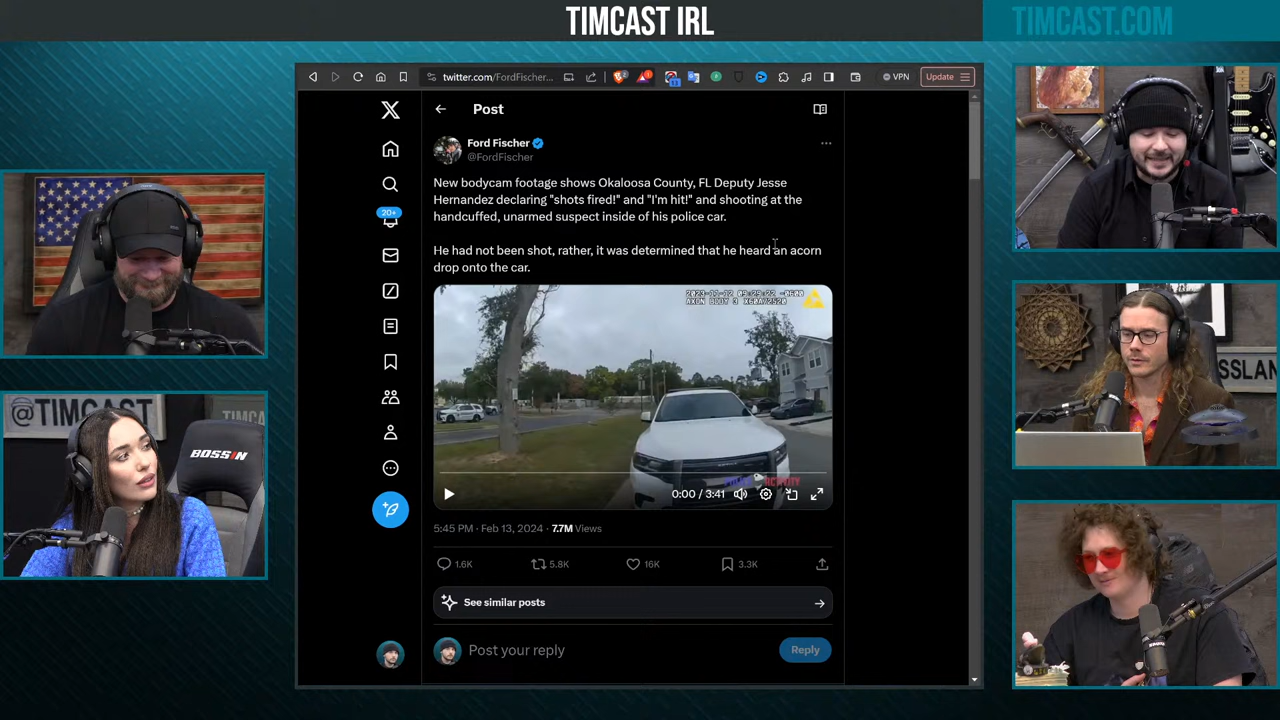 TIMCAST IRL
TIMCAST.COM
twitter.com/FordFischer...
VPN
Update
Post
Ford Fischer
@FordFischer
New bodycam footage shows Okaloosa County, FL Deputy Jesse
Hernandez declaring "shots fired!" and "I'm hit!" and shooting at the
handcuffed, unarmed suspect inside of his police car.
He had not been shot, rather, it was determined that he heard an acorn
drop onto the car.
20+
0:00 / 3:41
5:45 PM · Feb 13, 2024 · 7.7M Views
1.6K
5.8K
16K
3.3K
See similar posts
Post your reply
Reply
@TIMCAST
TIMCAST
BOSSIN
SSLAN